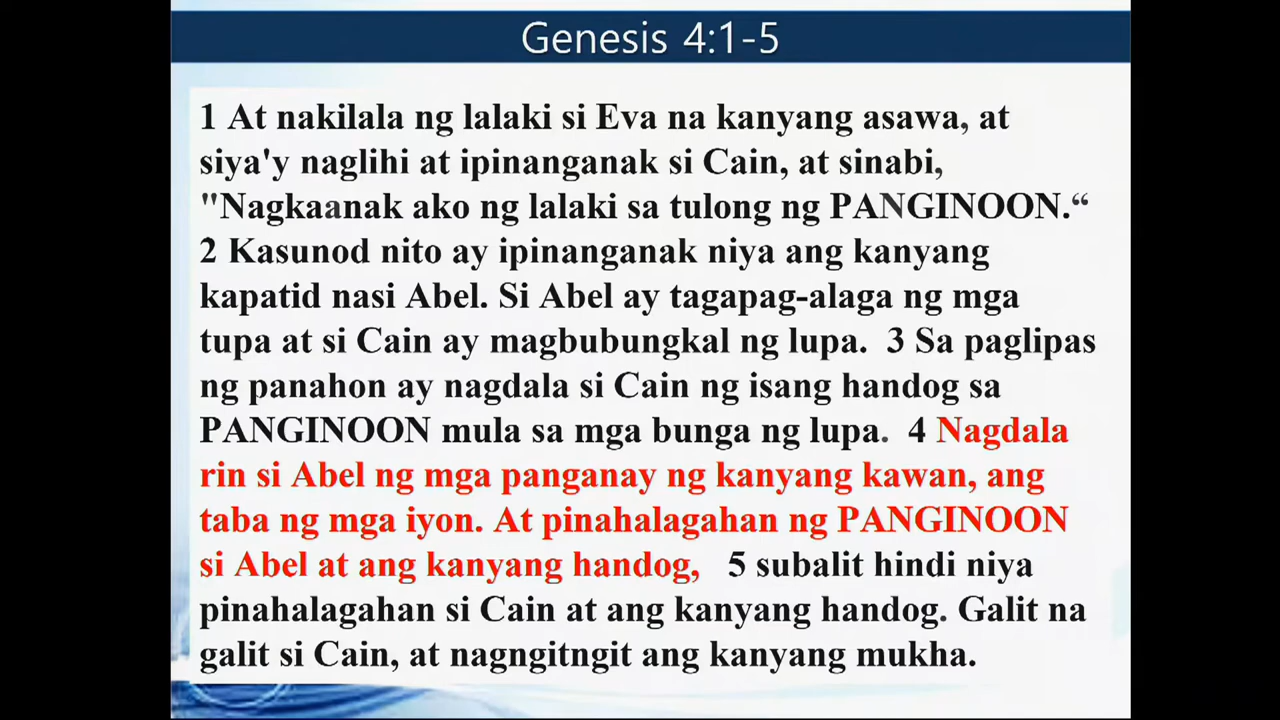 Genesis 4:1-5
1 At nakilala ng lalaki si Eva na kanyang asawa, at
siya'y naglihi at ipinanganak si Cain, at sinabi,
"Nagkaanak ako ng lalaki sa tulong ng PANGINOON.“
2 Kasunod nito ay ipinanganak niya ang kanyang
kapatid nasi Abel. Si Abel ay tagapag-alaga ng mga
tupa at si Cain ay magbubungkal ng lupa.  3 Sa paglipas
ng panahon ay nagdala si Cain ng isang handog sa
PANGINOON mula sa mga bunga ng lupa.  4 Nagdala
rin si Abel ng mga panganay ng kanyang kawan, ang
taba ng mga iyon. At pinahalagahan ng PANGINOON
si Abel at ang kanyang handog,  5 subalit hindi niya
pinahalagahan si Cain at ang kanyang handog. Galit na
galit si Cain, at nagngitngit ang kanyang mukha.